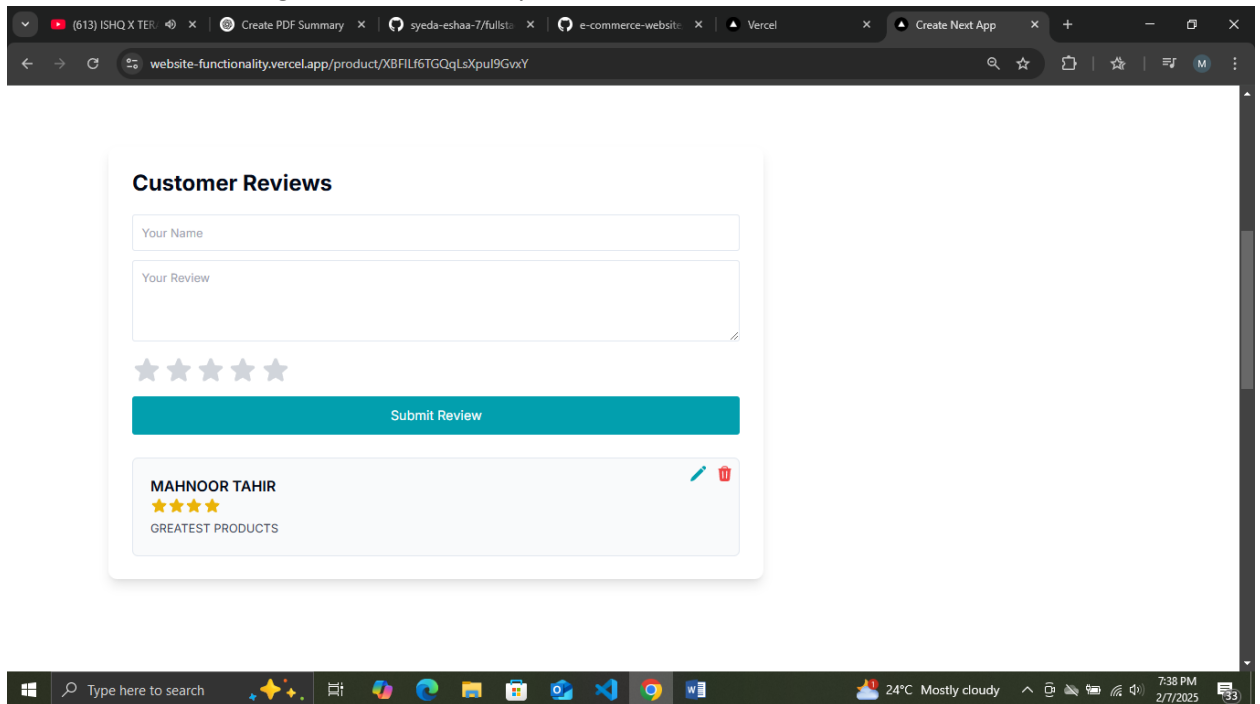 (613) ISHQ X TER
Create PDF Summary
syeda-eshaa-7/fullsta
e-commerce-website
Vercel
Create Next App
website-functionality.vercel.app/product/XBFILf6TGQqLsXpul9GvxY
M
Customer Reviews
Your Name
Your Review
Submit Review
MAHNOOR TAHIR
GREATEST PRODUCTS
Type here to search
1
24°C Mostly cloudy
7:38 PM
2/7/2025
33